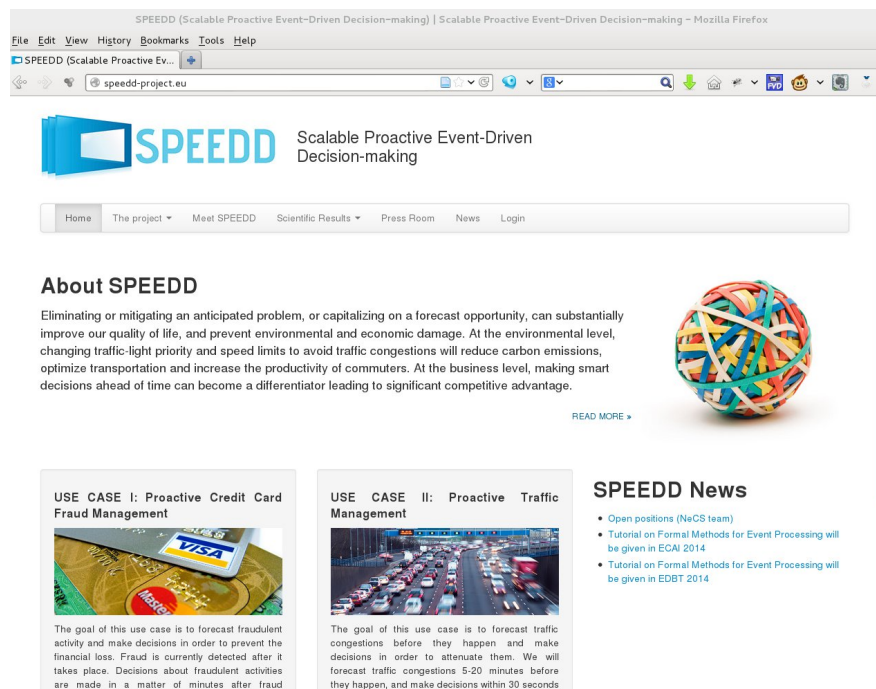 SPEEDD (Scalable Proactive Event-Driven Decision-making) | Scalable Proactive Event-Driven Decision-making - Mozilla Firefox
File Edit View History Bookmarks Tools Help
SPEEDD (Scalable Proactive Ev...
speedd-project.eu
8
FVD
SPEEDD
Scalable Proactive Event-Driven
Decision-making
Home The project Meet SPEEDD Scientific Results Press Room News Login
About SPEEDD
Eliminating or mitigating an anticipated problem, or capitalizing on a forecast opportunity, can substantially
improve our quality of life, and prevent environmental and economic damage. At the environmental level,
changing traffic-light priority and speed limits to avoid traffic congestions will reduce carbon emissions,
optimize transportation and increase the productivity of commuters. At the business level, making smart
decisions ahead of time can become a differentiator leading to significant competitive advantage.
READ MORE »
USE CASE I: Proactive Credit Card
Fraud Management
VISA
Master
The goal of this use case is to forecast fraudulent
activity and make decisions in order to prevent the
financial loss. Fraud is currently detected after it
takes place. Decisions about fraudulent activities
are made in a matter of minutes after fraud
USE CASE II: Proactive Traffic
Management
The goal of this use case is to forecast traffic
congestions before they happen and make
decisions in order to attenuate them. We will
forecast traffic congestions 5-20 minutes before
they happen, and make decisions within 30 seconds
SPEEDD News
Open positions (NeCS team)
Tutorial on Formal Methods for Event Processing will
be given in ECAI 2014
Tutorial on Formal Methods for Event Processing will
be given in EDBT 2014